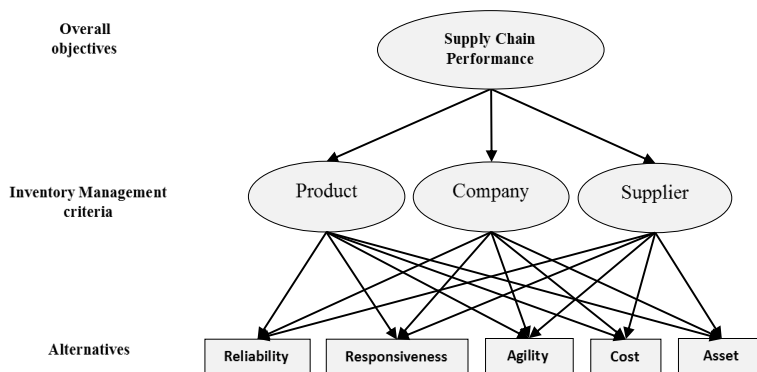 Overall
objectives
Supply Chain
Performance
Inventory Management
criteria
Product
Company
Supplier
Alternatives
Reliability
Responsiveness
Agility
Cost
Asset